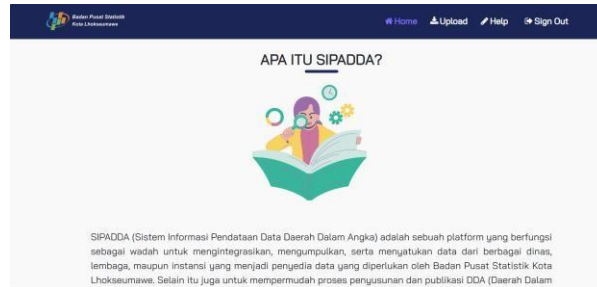 Badan Pusat Statistik
Kota Lhokseumawe
Home Upload Help Sign Out
APA ITU SIPADDA?
SIPADDA (Sistem Informasi Pendataan Data Daerah Dalam Angka) adalah sebuah platform yang berfungsi
sebagai wadah untuk mengintegrasikan, mengumpulkan, serta menyatukan data dari berbagai dinas,
lembaga, maupun instansi yang menjadi penyedia data yang diperlukan oleh Badan Pusat Statistik Kota
Lhokseumawe. Selain itu juga untuk mempermudah proses penyusunan dan publikasi DDA (Daerah Dalam